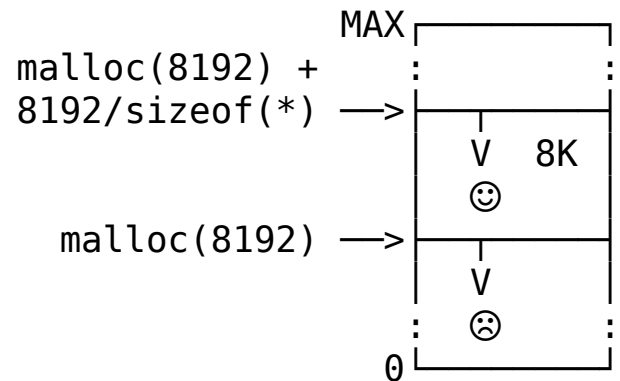 MAX
malloc(8192) +
8192/sizeof(*) —>
V 8K
☺
malloc(8192) —>
V
☹
0